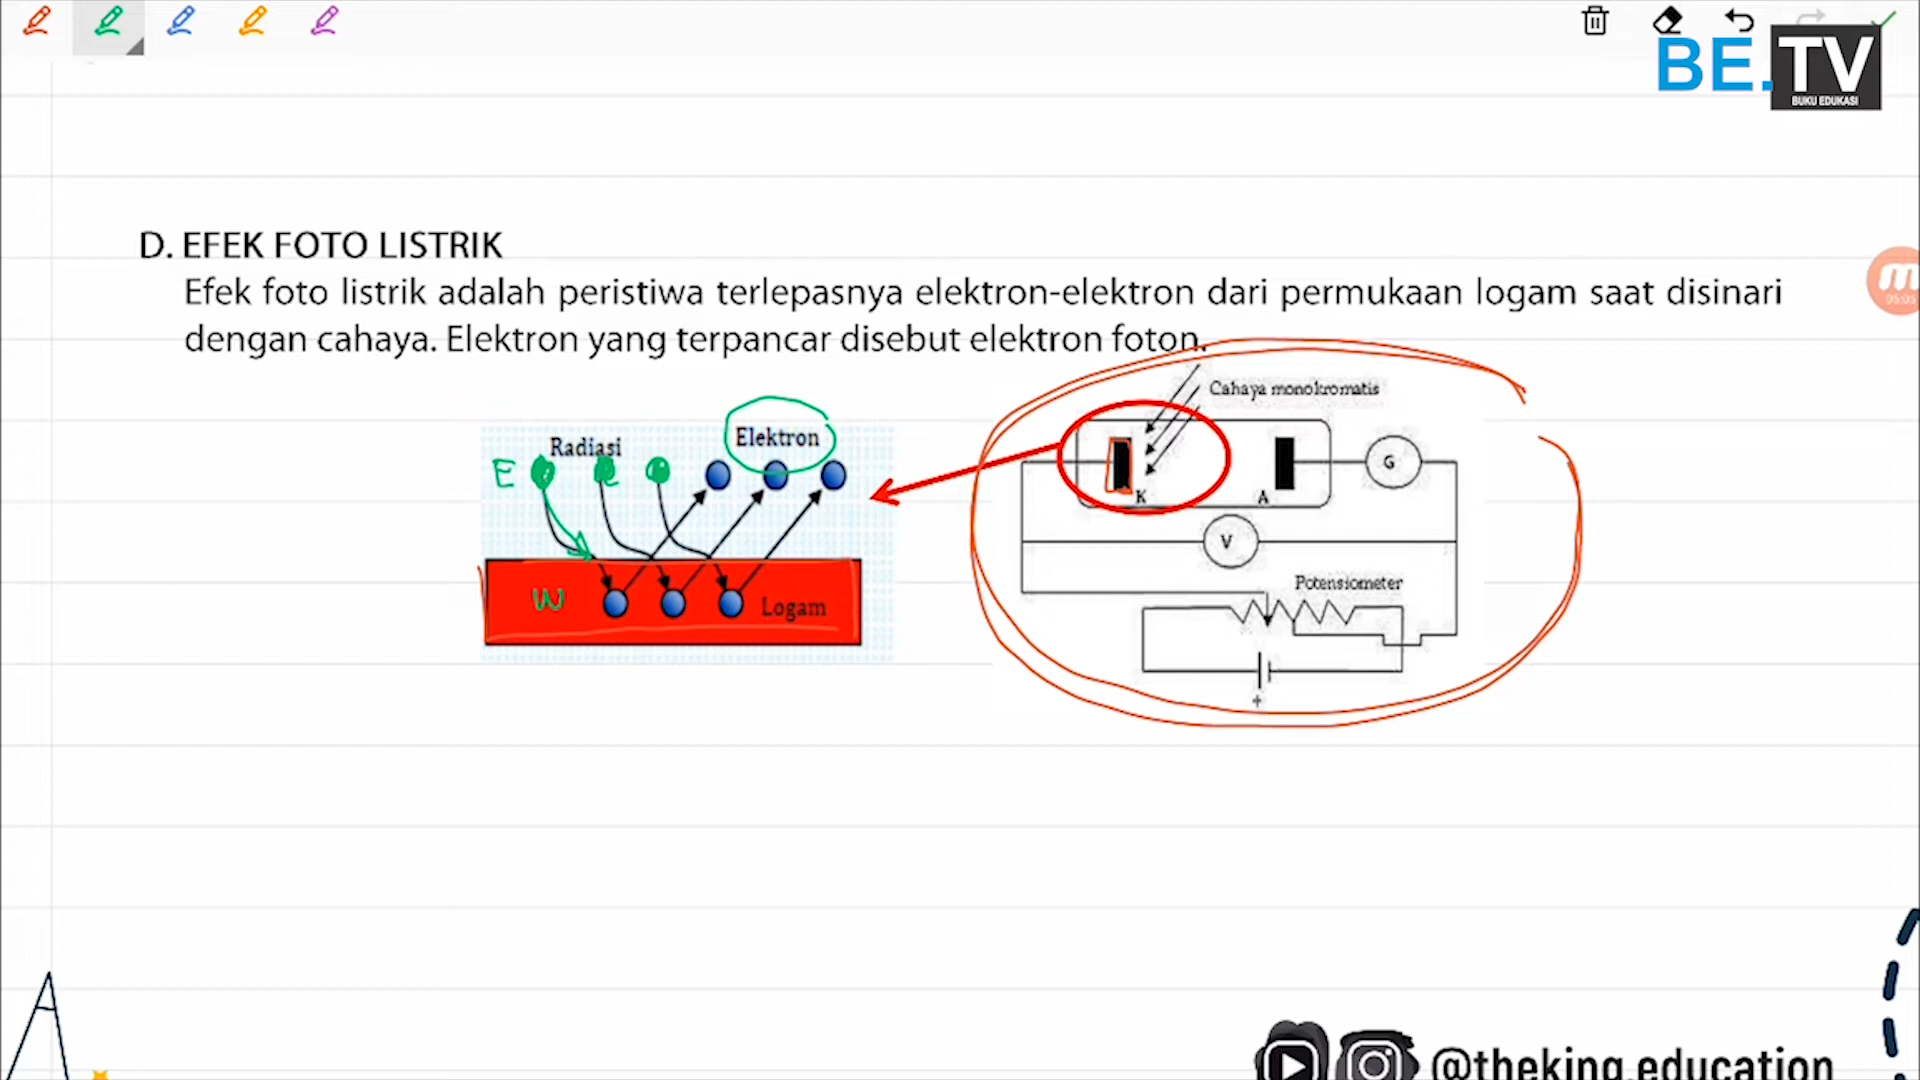 BE.TV
BUKU EDUKASI
D. EFEK FOTO LISTRIK
Efek foto listrik adalah peristiwa terlepasnya elektron-elektron dari permukaan logam saat disinari
dengan cahaya. Elektron yang terpancar disebut elektron foton.
Cahaya monokromatis
Radiasi
Elektron
E
G
K
A
V
Potensiometer
W
Logam
+
A
@theking.education